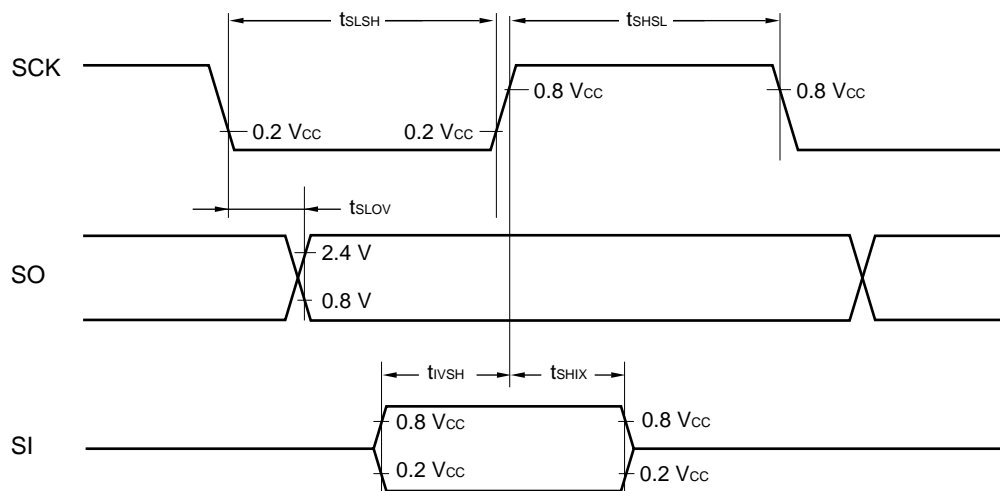 tSLSH tSHSL
SCK
0.8 VCC 0.8 VCC
0.2 VCC 0.2 VCC
tSLOV
2.4 V
SO
0.8 V
tIVSH tSHIX
0.8 VCC 0.8 VCC
SI
0.2 VCC 0.2 VCC